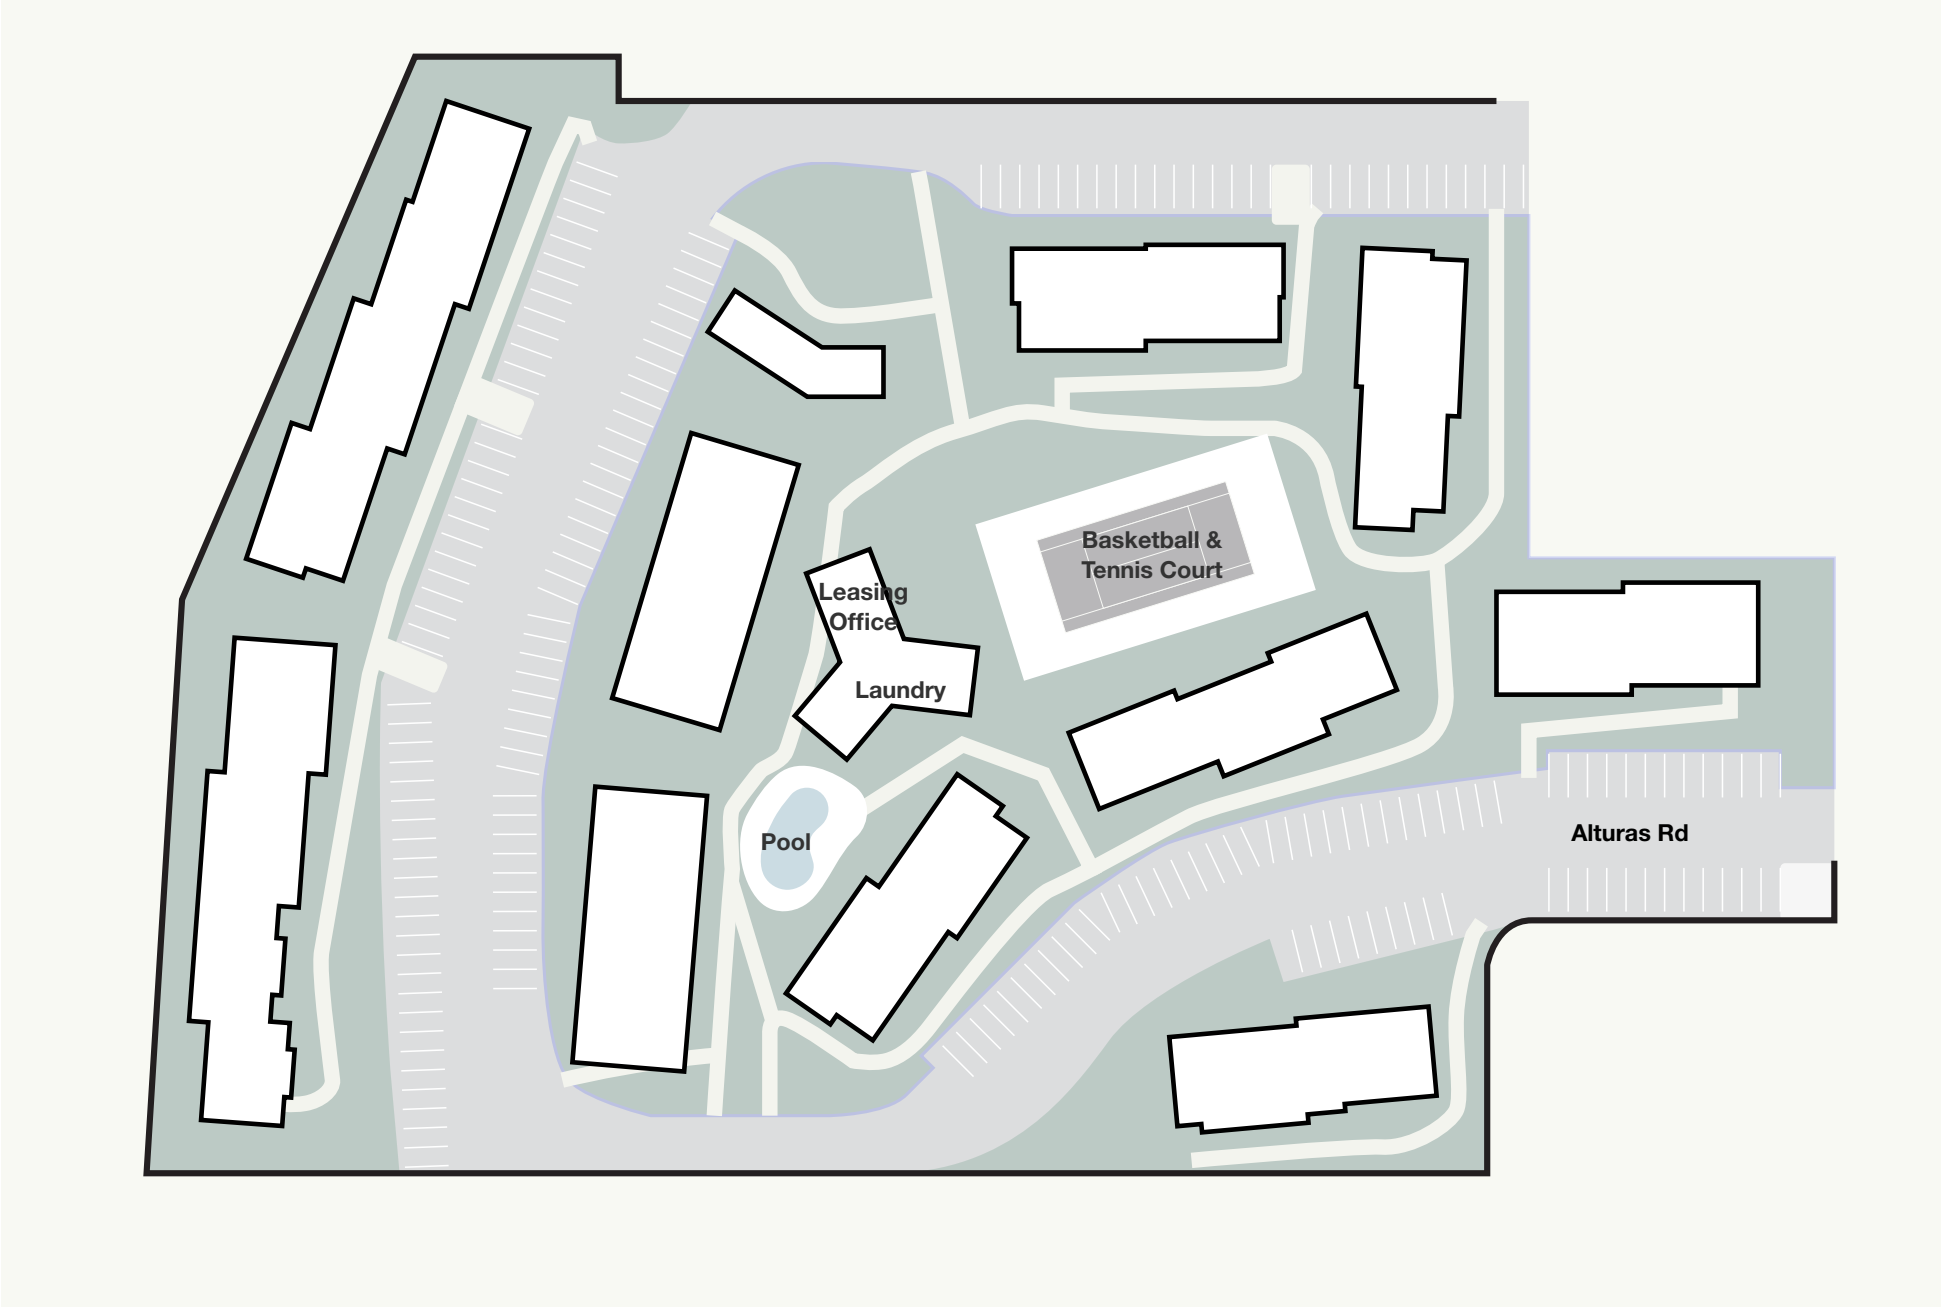 Basketball &
Tennis Court
Leasing
Office
Laundry
Pool
Alturas Rd